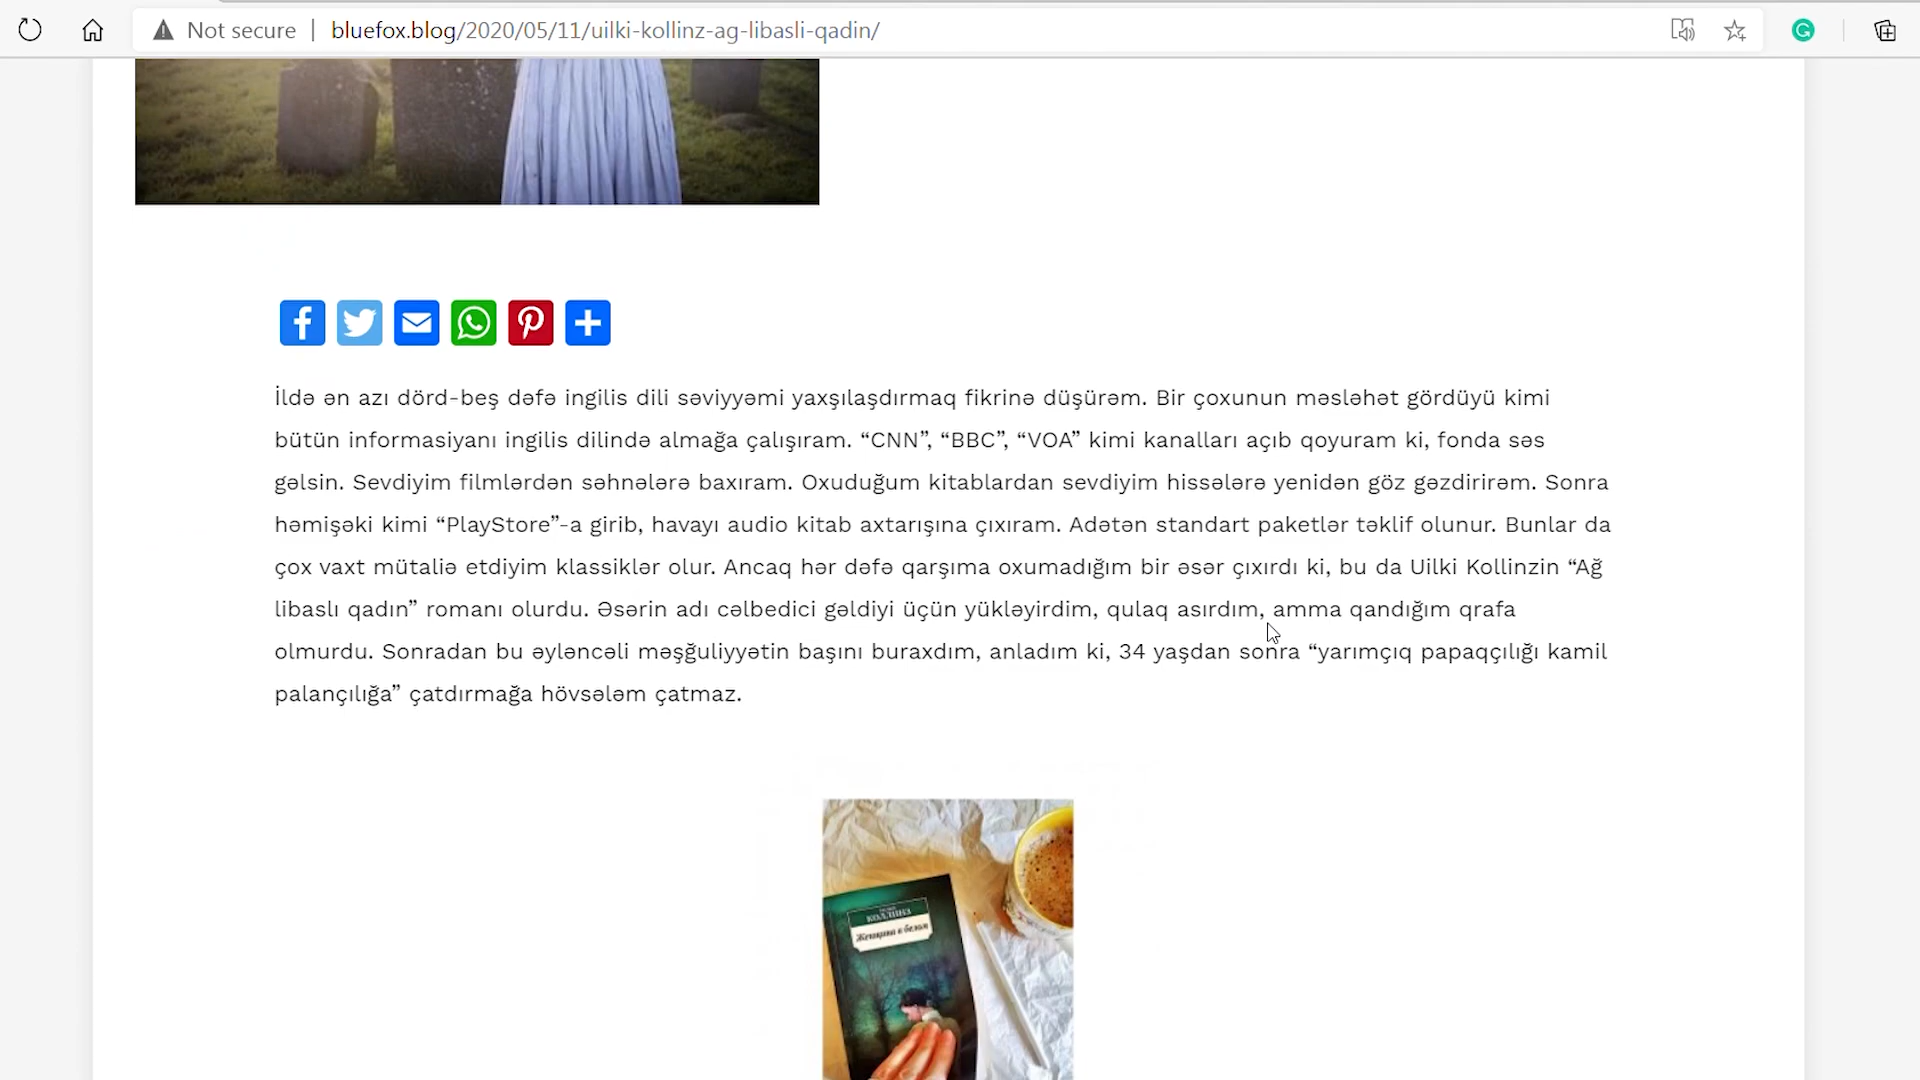 Not secure | bluefox.blog/2020/05/11/uilki-kollinz-ag-libasli-qadin/
İldə ən azı dörd-beş dəfə ingilis dili səviyyəmi yaxşılaşdırmaq fikrinə düşürəm. Bir çoxunun məsləhət gördüyü kimi
bütün informasiyanı ingilis dilində almağa çalışıram. “CNN”, “BBC”, “VOA” kimi kanalları açıb qoyuram ki, fonda səs
gəlsin. Sevdiyim filmlərdən səhnələrə baxıram. Oxuduğum kitablardan sevdiyim hissələrə yenidən göz gəzdirirəm. Sonra
həmişəki kimi “PlayStore”-a girib, havayı audio kitab axtarışına çıxıram. Adətən standart paketlər təklif olunur. Bunlar da
çox vaxt mütaliə etdiyim klassiklər olur. Ancaq hər dəfə qarşıma oxumadığım bir əsər çıxırdı ki, bu da Uilki Kollinzin “Ağ
libaslı qadın” romanı olurdu. Əsərin adı cəlbedici gəldiyi üçün yükləyirdim, qulaq asırdım, amma qandığım qrafa
olmurdu. Sonradan bu əyləncəli məşğuliyyətin başını buraxdım, anladım ki, 34 yaşdan sonra “yarımçıq papaqçılığı kamil
palançılığa” çatdırmağa hövsələm çatmaz.
КОЛЛИНЗ
Женщина в белом